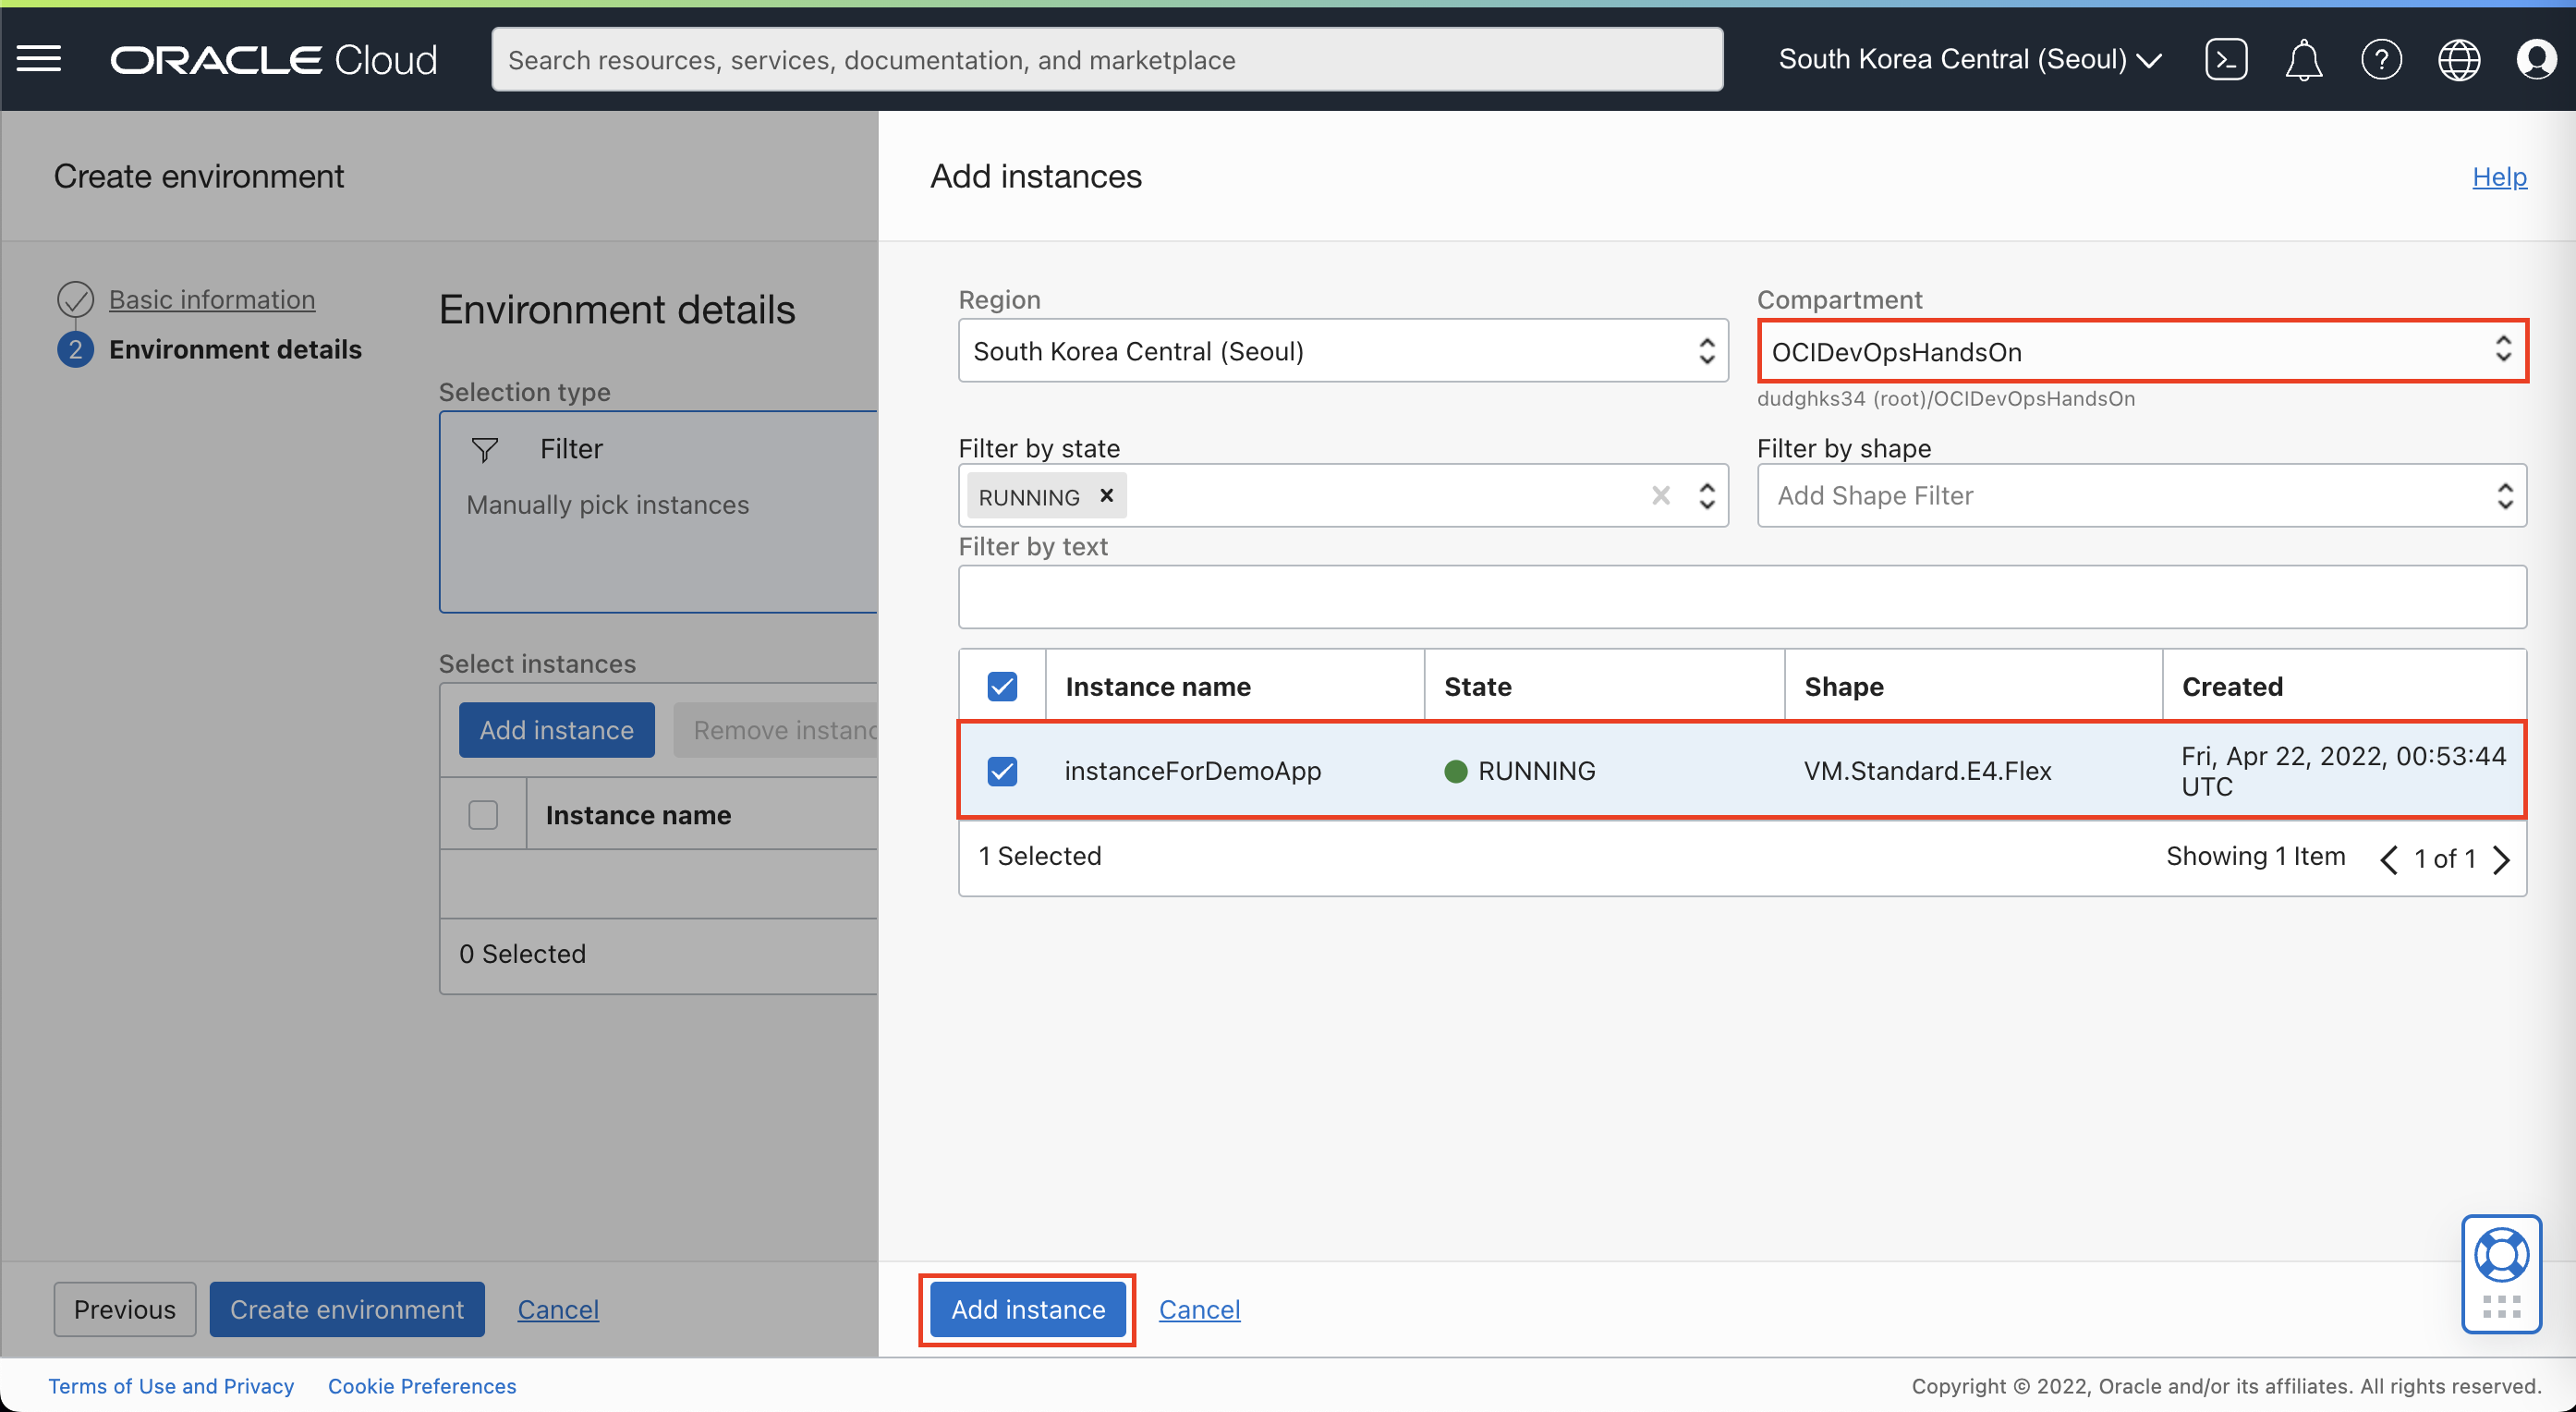 ORACLE Cloud
Search resources, services, documentation, and marketplace
South Korea Central (Seoul)
Create environment
Basic information
2 Environment details
Environment details
Selection type
Filter
Manually pick instances
Select instances
Add instance
Remove instanc
Instance name
0 Selected
Previous
Create environment
Cancel
Add instances
Help
Region
South Korea Central (Seoul)
Compartment
OCIDevOpsHandsOn
dudghks34 (root)/OCIDevOpsHandsOn
Filter by state
RUNNING
Filter by shape
Add Shape Filter
Filter by text
Instance name State Shape Created
instanceForDemoApp RUNNING VM.Standard.E4.Flex Fri, Apr 22, 2022, 00:53:44
UTC
1 Selected
Showing 1 Item
1 of 1
Add instance
Cancel
Terms of Use and Privacy
Cookie Preferences
Copyright © 2022, Oracle and/or its affiliates. All rights reserved.